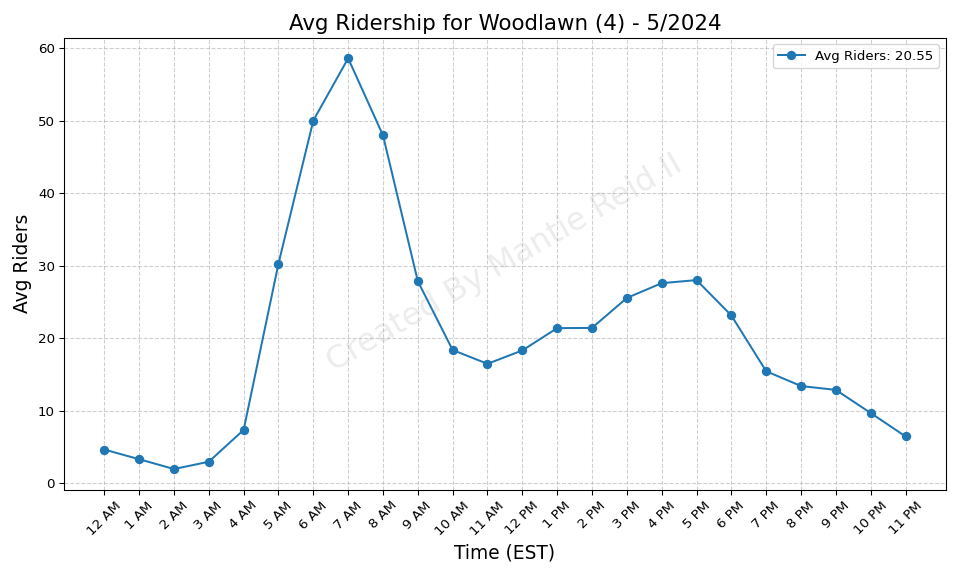 Avg Ridership for Woodlawn (4) - 5/2024
Avg Riders: 20.55
60
50
40
30
20
10
0
Avg Riders
Created By Mantle Reid II
12 AM
1 AM
2 AM
3 AM
4 AM
5 AM
6 AM
7 AM
8 AM
9 AM
10 AM
11 AM
12 PM
1 PM
2 PM
3 PM
4 PM
5 PM
6 PM
7 PM
8 PM
9 PM
10 PM
11 PM
Time (EST)